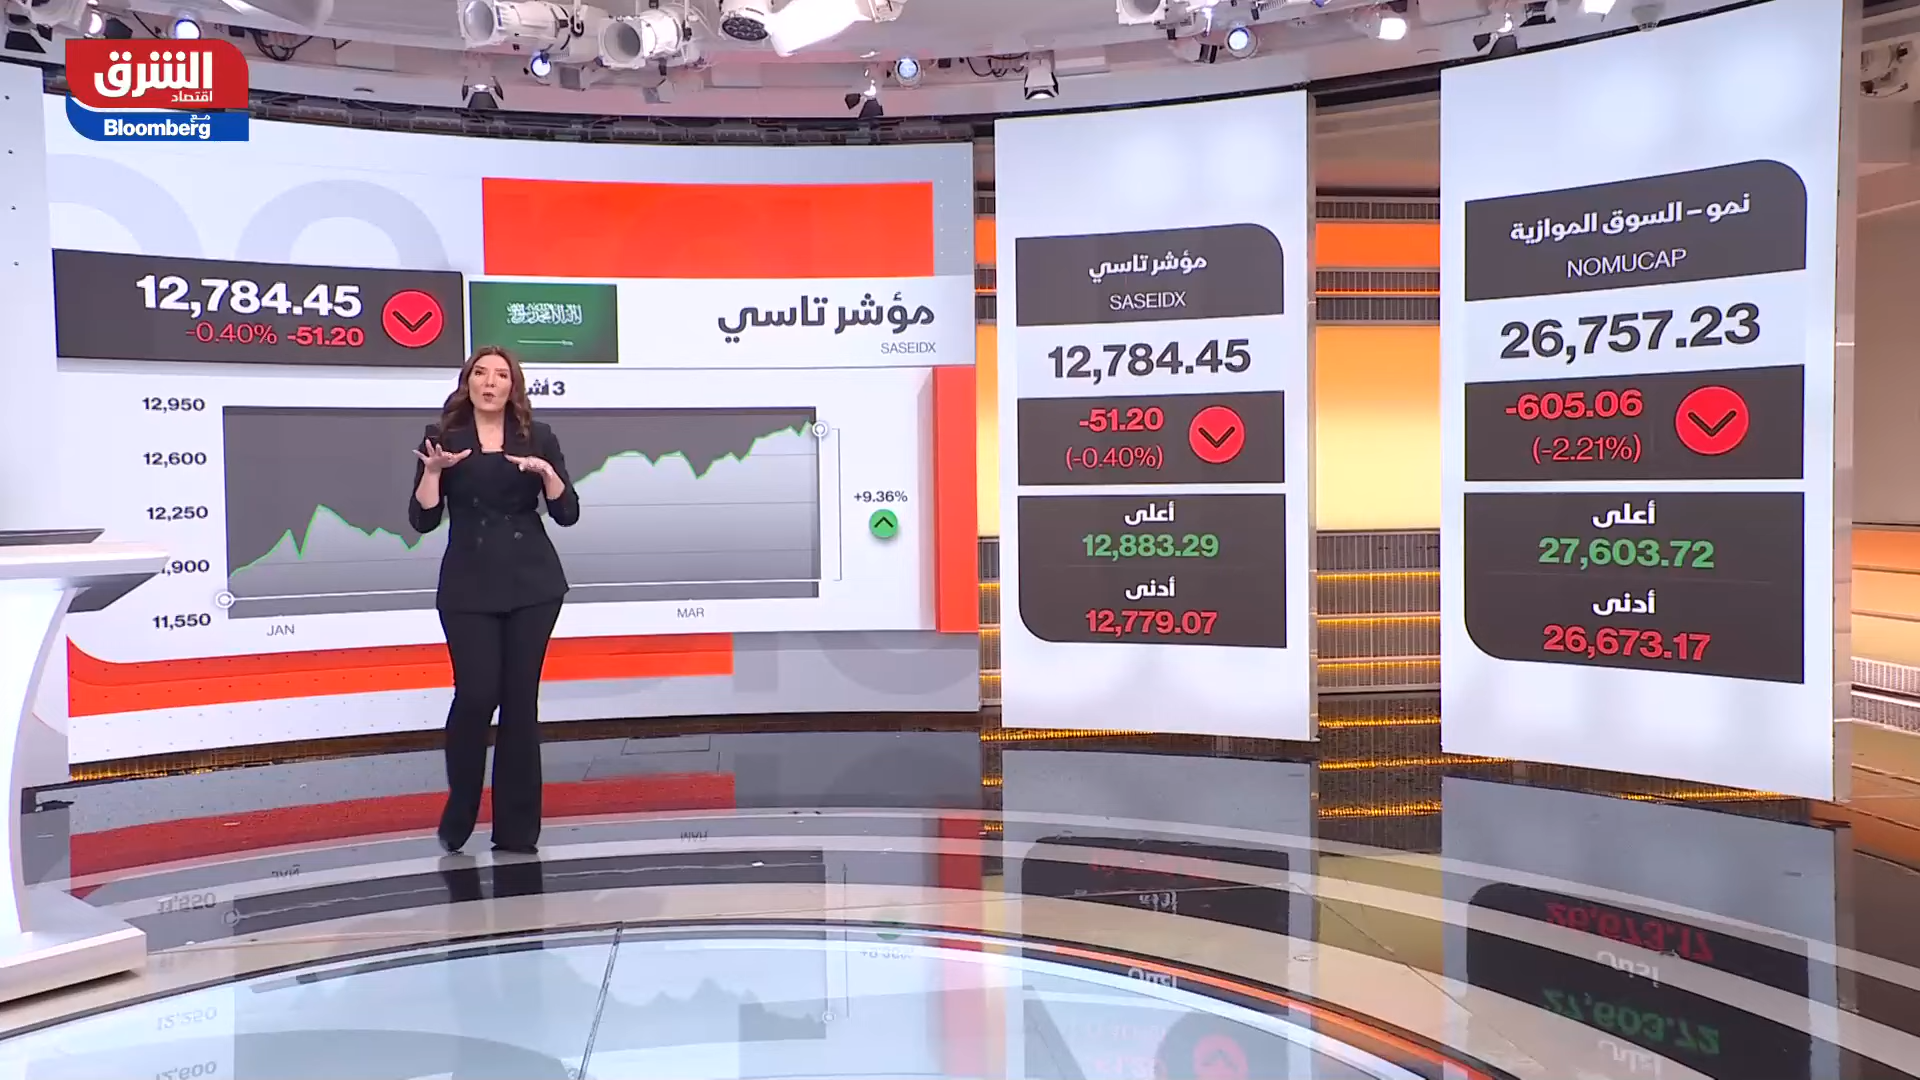 الشرق
اقتصاد
مع
Bloomberg
12,784.45
-0.40% -51.20
مؤشر تاسي
SASEIDX
12,950
12,600
12,250
,900
11,550
JAN
MAR
+9.36%
مؤشر تاسي
SASEIDX
12,784.45
-51.20
(-0.40%)
أعلى
12,883.29
أدنى
12,779.07
نمو – السوق الموازية
NOMUCAP
26,757.23
-605.06
(-2.21%)
أعلى
27,603.72
أدنى
26,673.17